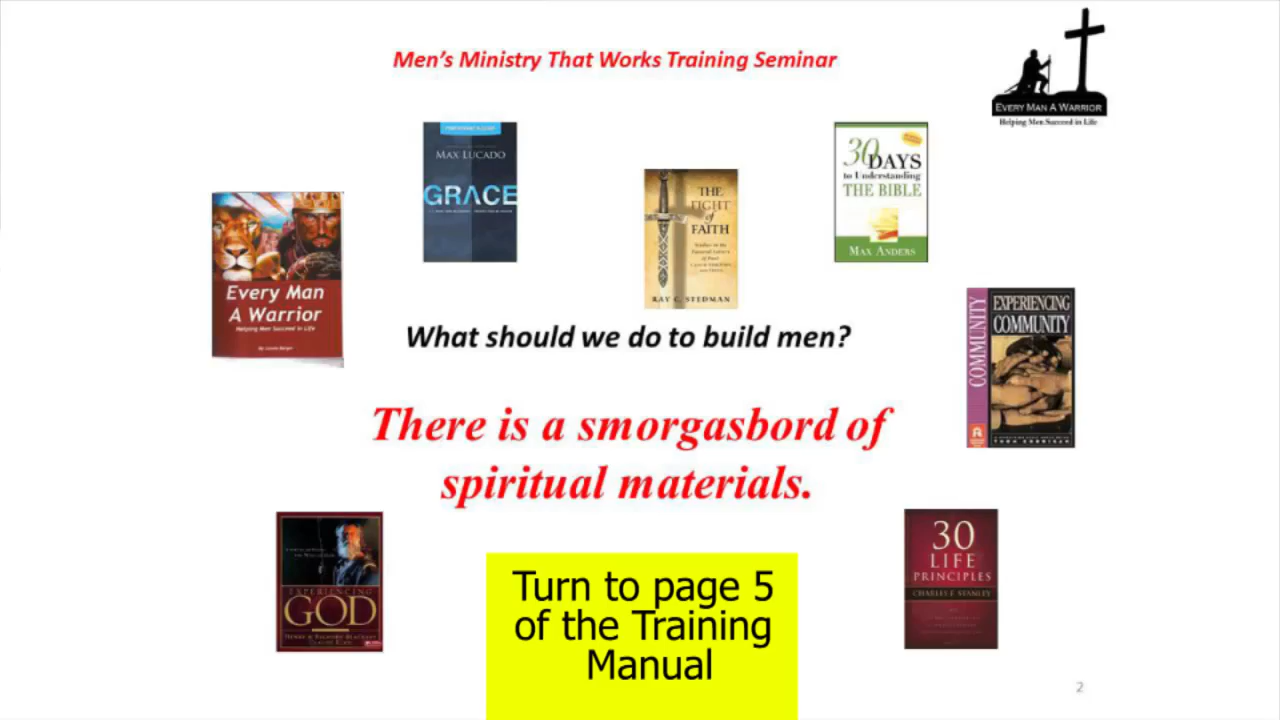 Men's Ministry That Works Training Seminar
EVERY MAN A WARRIOR
Helping Men Succeed in Life
MAX LUCADO
GRACE
THE
FIGHT
of
FAITH
RAY C. STEDMAN
30
DAYS
to Understanding
THE BIBLE
MAX ANDERS
Every Man
A Warrior
Helping Men Succeed in Life
COMMUNITY
EXPERIENCING
COMMUNITY
What should we do to build men?
There is a smorgasbord of
spiritual materials.
EXPERIENCING
GOD
30
LIFE
PRINCIPLES
CHARLES F. STANLEY
Turn to page 5
of the Training
Manual
2